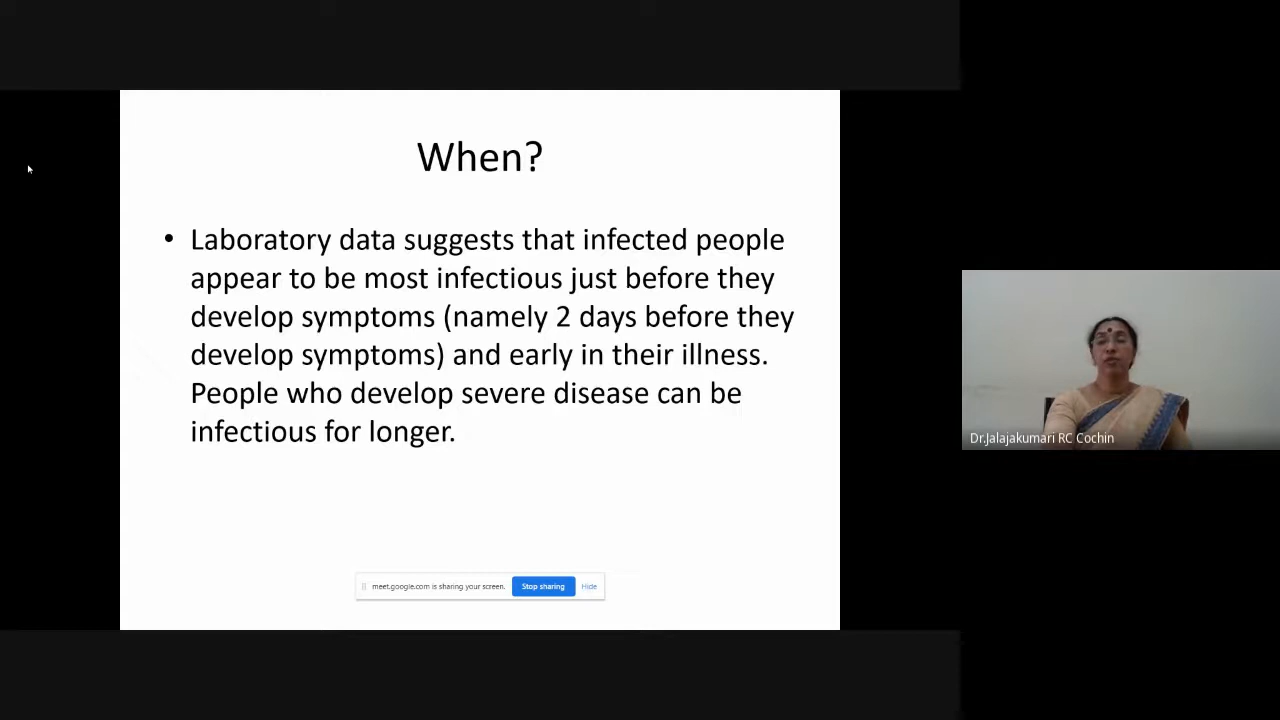 When?
• Laboratory data suggests that infected people
appear to be most infectious just before they
develop symptoms (namely 2 days before they
develop symptoms) and early in their illness.
People who develop severe disease can be
infectious for longer.
meet.google.com is sharing your screen. Stop sharing Hide
Dr.Jalajakumari RC Cochin